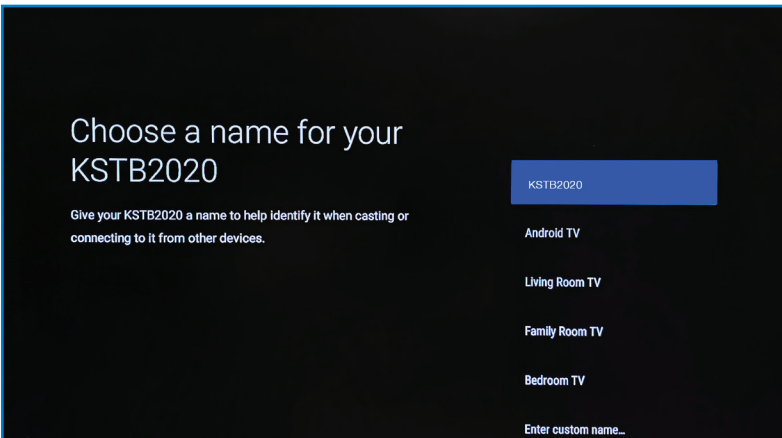 Choose a name for your
KSTB2020
Give your KSTB2020 a name to help identify it when casting or
connecting to it from other devices.
KSTB2020
Android TV
Living Room TV
Family Room TV
Bedroom TV
Enter custom name...